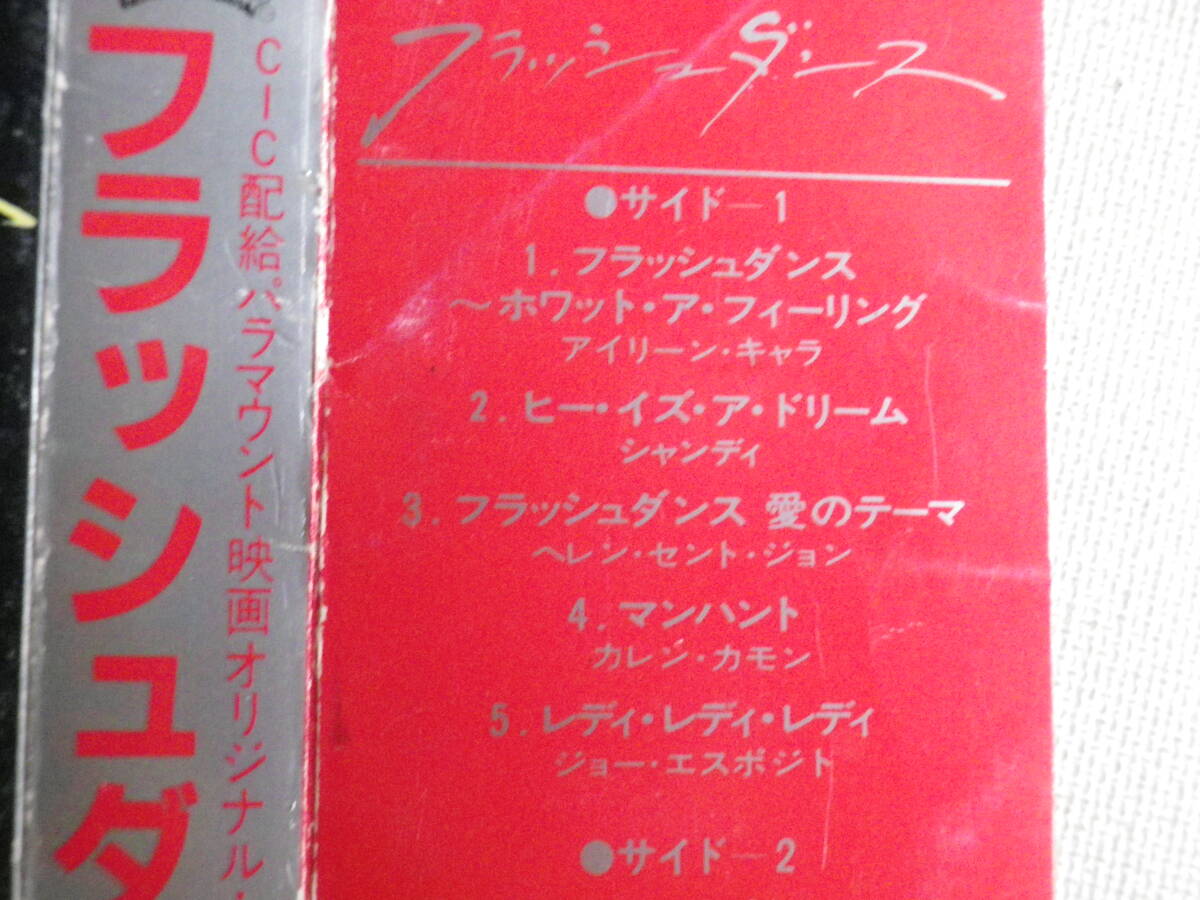 フラッシュダ
CIC配給パラマウント映画オリジナル・
フラッシュダンス
●サイド－1
1. フラッシュダンス
〜ホワット・ア・フィーリング
アイリーン・キャラ
2. ヒー・イズ・ア・ドリーム
シャンディ
3. フラッシュダンス 愛のテーマ
ヘレン・セント・ジョン
4. マンハント
カレン・カモン
5. レディ・レディ・レディ
ジョー・エスポジト
●サイド－2